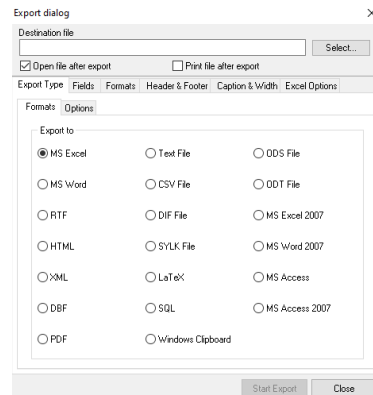 Export dialog
Destination file
Select...
Open file after export Print file after export
Export Type Fields Formats Header & Footer Caption & Width Excel Options
Formats Options
Export to
MS Excel Text File ODS File
MS Word CSV File ODT File
RTF DIF File MS Excel 2007
HTML SYLK File MS Word 2007
XML LaTeX MS Access
DBF SQL MS Access 2007
PDF Windows Clipboard
Start Export Close